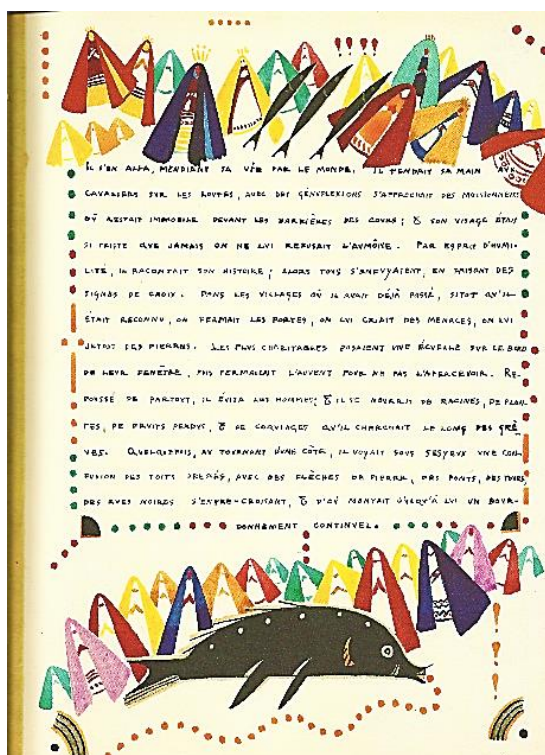 IL S'EN ALLA, MENDIANT SA VIE PAR LE MONDE. IL TENDAIT SA MAIN AUX
CAVALIERS SUR LES ROUTES, AVEC DES GÉNUFLEXIONS S'APPROCHAIT DES MOISSONNEURS
OU RESTAIT IMMOBILE DEVANT LES BARRIÈRES DES COURS; & SON VISAGE ÉTAIT
SI TRISTE QUE JAMAIS ON NE LUI REFUSAIT L'AUMÔNE. PAR ESPRIT D'HUMI-
LITÉ, IL RACONTAIT SON HISTOIRE; ALORS TOUS S'ENFUYAIENT, EN FAISANT DES
SIGNES DE CROIX. DANS LES VILLAGES OÙ IL AVAIT DÉJÀ PASSÉ, SITÔT QU'IL
ÉTAIT RECONNU, ON FERMAIT LES PORTES, ON LUI CRIAIT DES MENACES, ON LUI
JETAIT DES PIERRES. LES PLUS CHARITABLES POSAIENT UNE ÉCUELLE SUR LE BORD
DE LEUR FENÊTRE, PUIS FERMAIENT L'AUVENT POUR NE PAS L'APERCEVOIR. RE-
POUSSÉ DE PARTOUT, IL ÉVITA LES HOMMES; & IL SE NOURRIT DE RACINES, DE PLAN-
TES, DE FRUITS PERDUS, & DE COQUILLAGES QU'IL CHERCHAIT LE LONG DES GRÈ-
VES. QUELQUEFOIS, AU TOURNANT D'UNE CÔTE, IL VOYAIT SOUS SES YEUX UNE CON-
FUSION DES TOITS PRESSÉS, AVEC DES FLÈCHES DE PIERRE, DES PONTS, DES TOURS,
DES RUES NOIRES S'ENTRE-CROISANT, & D'OÙ MONTAIT JUSQU'À LUI UN BOUR-
DONNEMENT CONTINUEL.